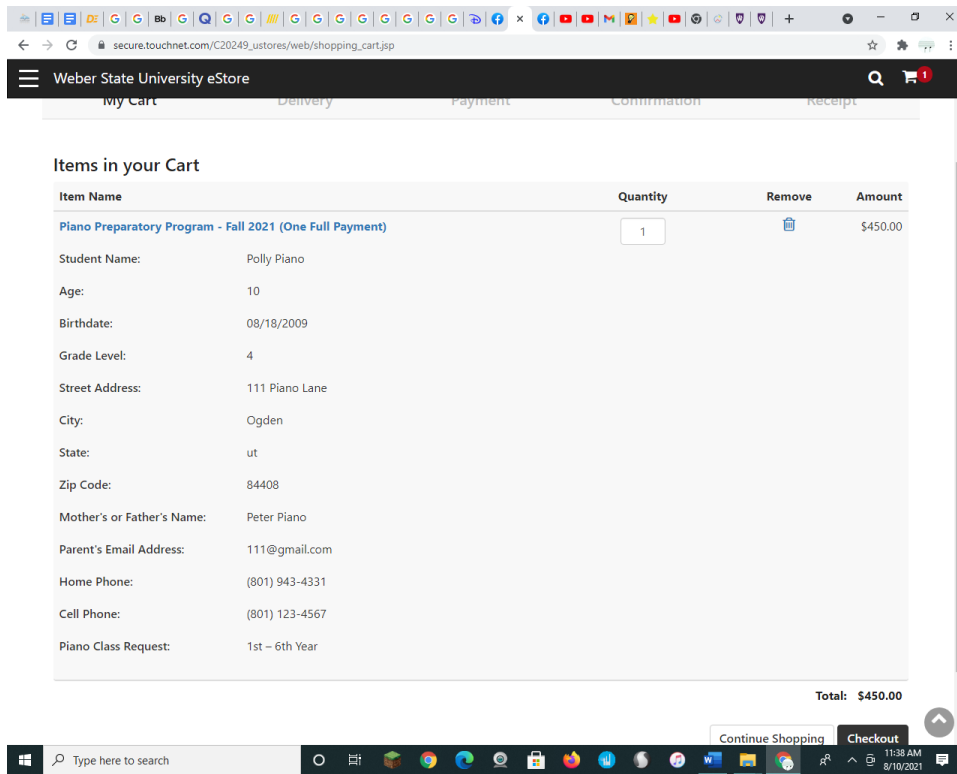 secure.touchnet.com/C20249_ustores/web/shopping_cart.jsp
Weber State University eStore
1
My Cart Delivery Payment Confirmation Receipt
Items in your Cart
Item Name Quantity Remove Amount
Piano Preparatory Program - Fall 2021 (One Full Payment) 1 $450.00
Student Name: Polly Piano
Age: 10
Birthdate: 08/18/2009
Grade Level: 4
Street Address: 111 Piano Lane
City: Ogden
State: ut
Zip Code: 84408
Mother's or Father's Name: Peter Piano
Parent's Email Address: 111@gmail.com
Home Phone: (801) 943-4331
Cell Phone: (801) 123-4567
Piano Class Request: 1st – 6th Year
Total: $450.00
Continue Shopping Checkout
Type here to search
11:38 AM
8/10/2021